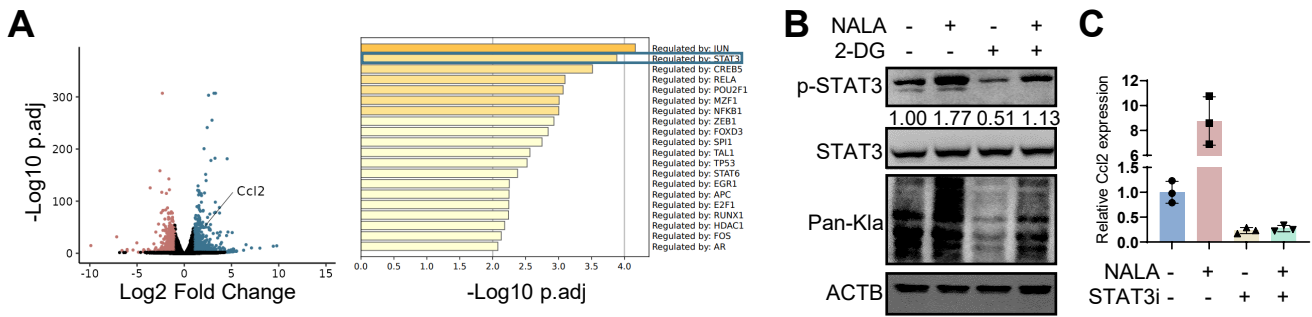 A
-Log10 p.adj
300
200
100
0
-10
-5
0
5
10
15
Log2 Fold Change
Ccl2
Regulated by: JUN
Regulated by: STAT3
Regulated by: CREB5
Regulated by: RELA
Regulated by: POU2F1
Regulated by: MZF1
Regulated by: NFKB1
Regulated by: ZEB1
Regulated by: FOXD3
Regulated by: SPI1
Regulated by: TAL1
Regulated by: TP53
Regulated by: STAT6
Regulated by: EGR1
Regulated by: APC
Regulated by: E2F1
Regulated by: RUNX1
Regulated by: HDAC1
Regulated by: FOS
Regulated by: AR
0.0 0.5 1.0 1.5 2.0 2.5 3.0 3.5 4.0
-Log10 p.adj
B
NALA - + - +
2-DG - - + +
p-STAT3
1.00 1.77 0.51 1.13
STAT3
Pan-Kla
ACTB
C
Relative Ccl2 expression
12
10
8
6
1.5
1.0
0.5
0.0
NALA - + - +
STAT3i - - + +